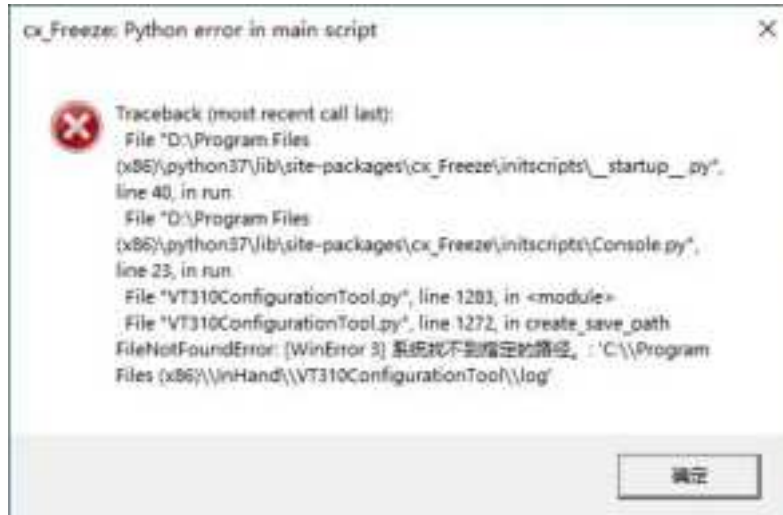 cx_Freeze: Python error in main script
Traceback (most recent call last):
File "D:\Program Files
(x86)\python37\lib\site-packages\cx_Freeze\initscripts\__startup__.py",
line 40, in run
File "D:\Program Files
(x86)\python37\lib\site-packages\cx_Freeze\initscripts\Console.py",
line 23, in run
File "VT310ConfigurationTool.py", line 1283, in <module>
File "VT310ConfigurationTool.py", line 1272, in create_save_path
FileNotFoundError: [WinError 3] 系统找不到指定的路径。: 'C:\\Program
Files (x86)\\InHand\\VT310ConfigurationTool\\log'
确定